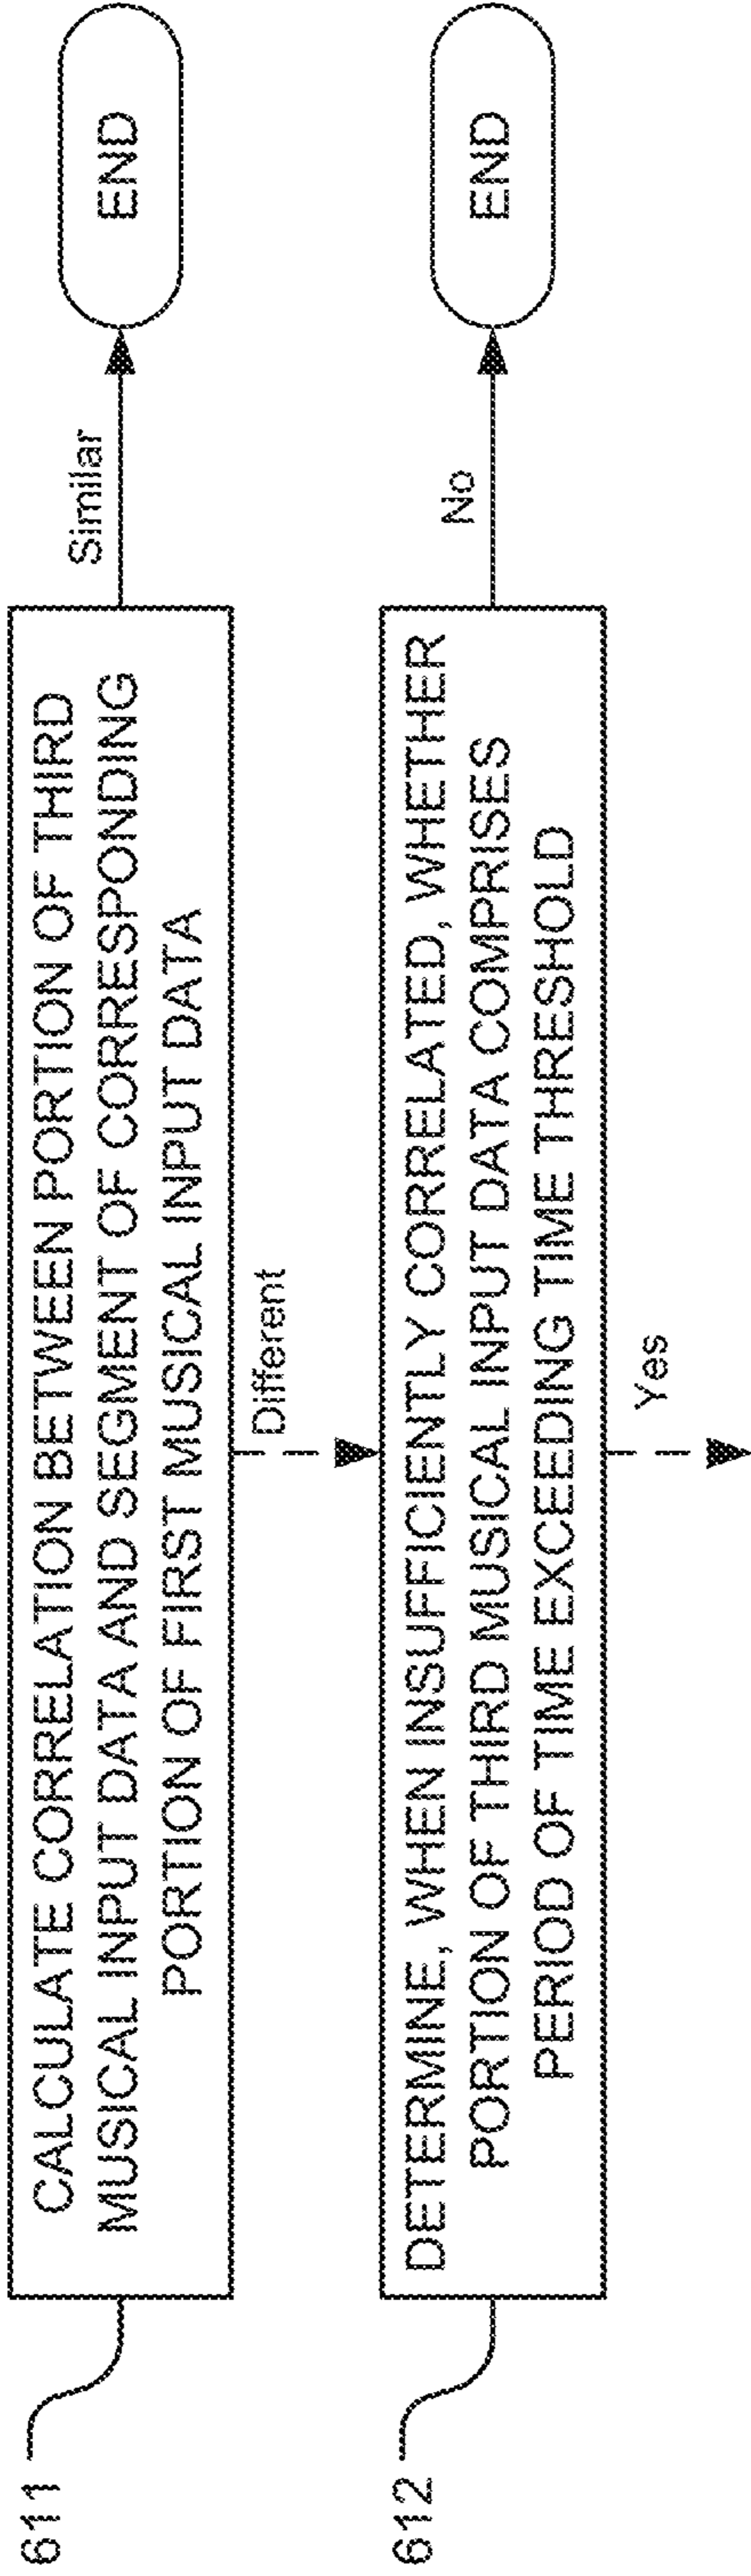 611
CALCULATE CORRELATION BETWEEN PORTION OF THIRD
MUSICAL INPUT DATA AND SEGMENT OF CORRESPONDING
PORTION OF FIRST MUSICAL INPUT DATA
Similar
END
Different
612
DETERMINE, WHEN INSUFFICIENTLY CORRELATED, WHETHER
PORTION OF THIRD MUSICAL INPUT DATA COMPRISES
PERIOD OF TIME EXCEEDING TIME THRESHOLD
No
END
Yes